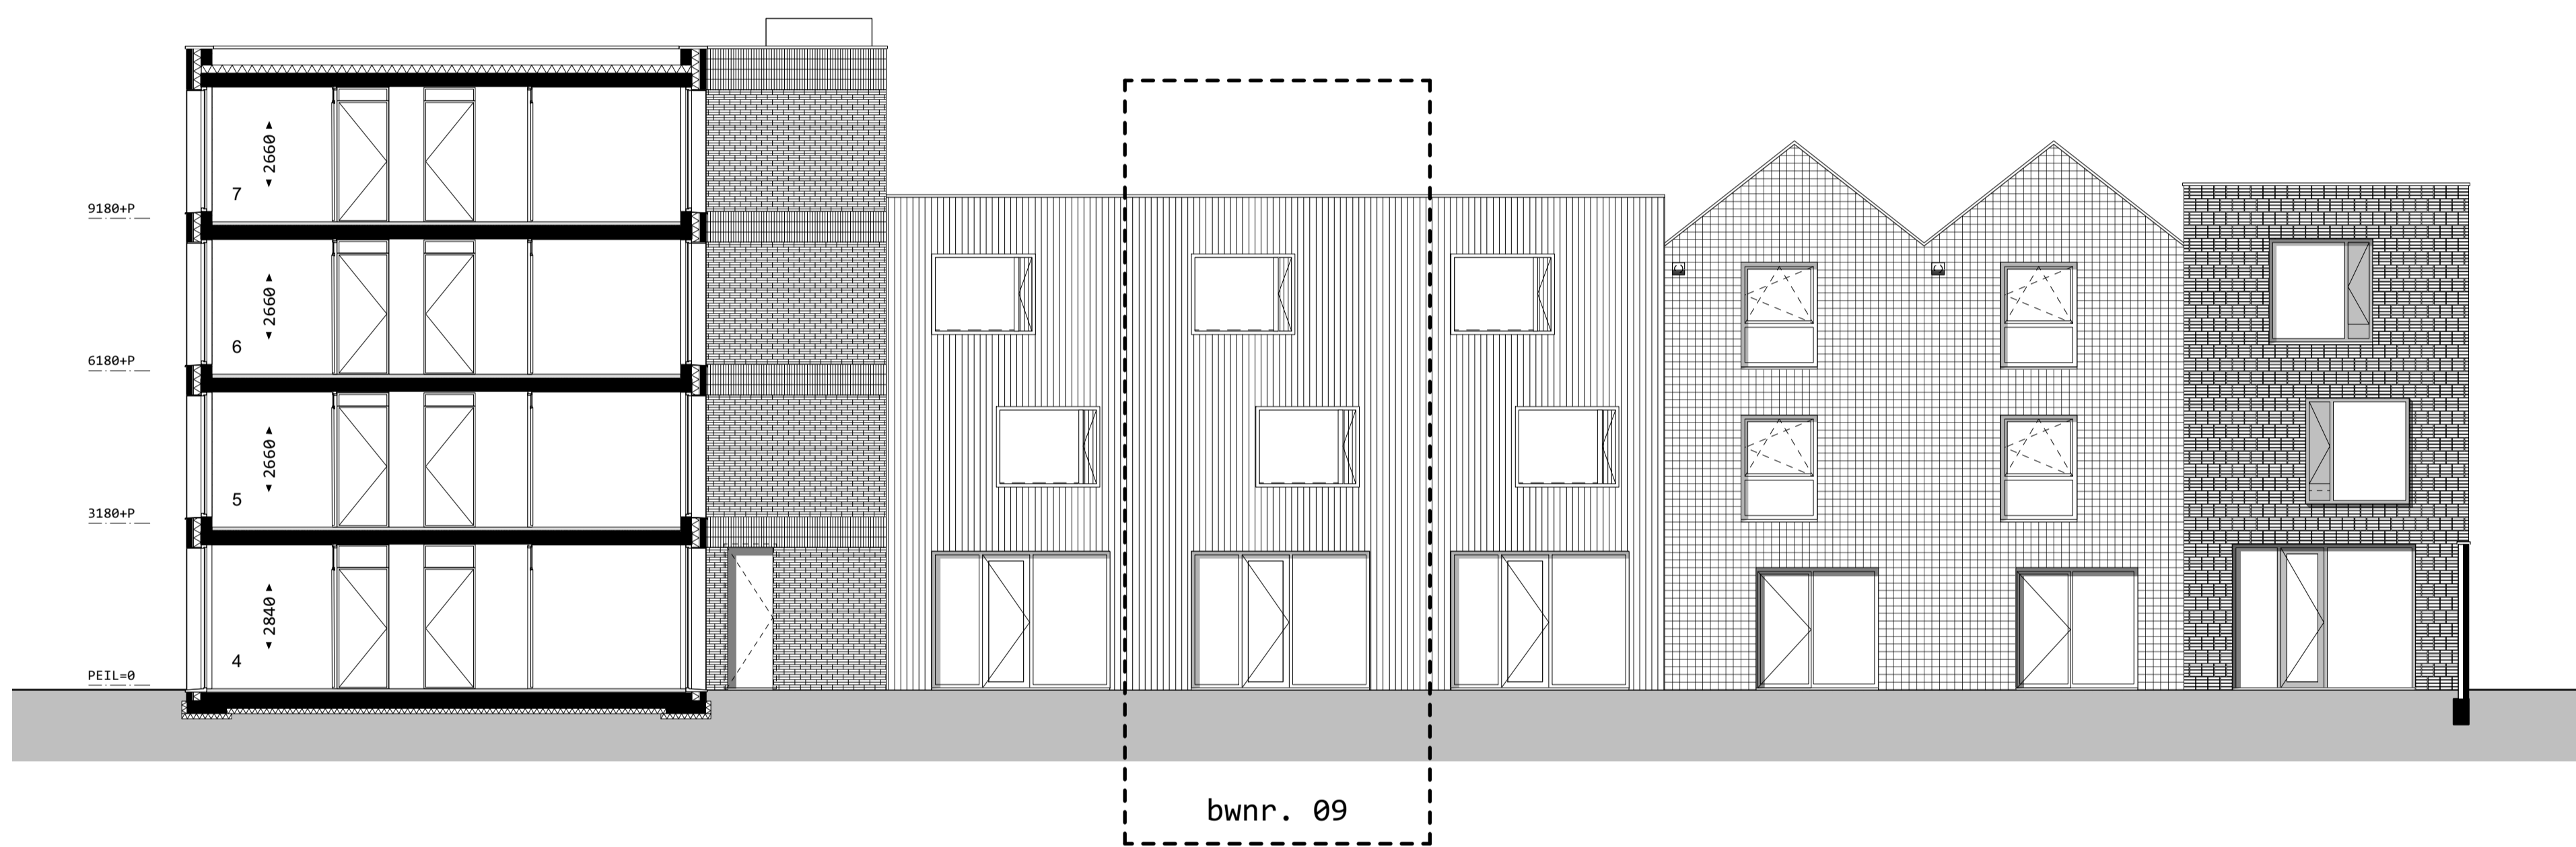 7
◄ 2660 ►
9180+P
6
◄ 2660 ►
6180+P
5
◄ 2660 ►
3180+P
4
◄ 2840 ►
PEIL=0
bwnr. 09